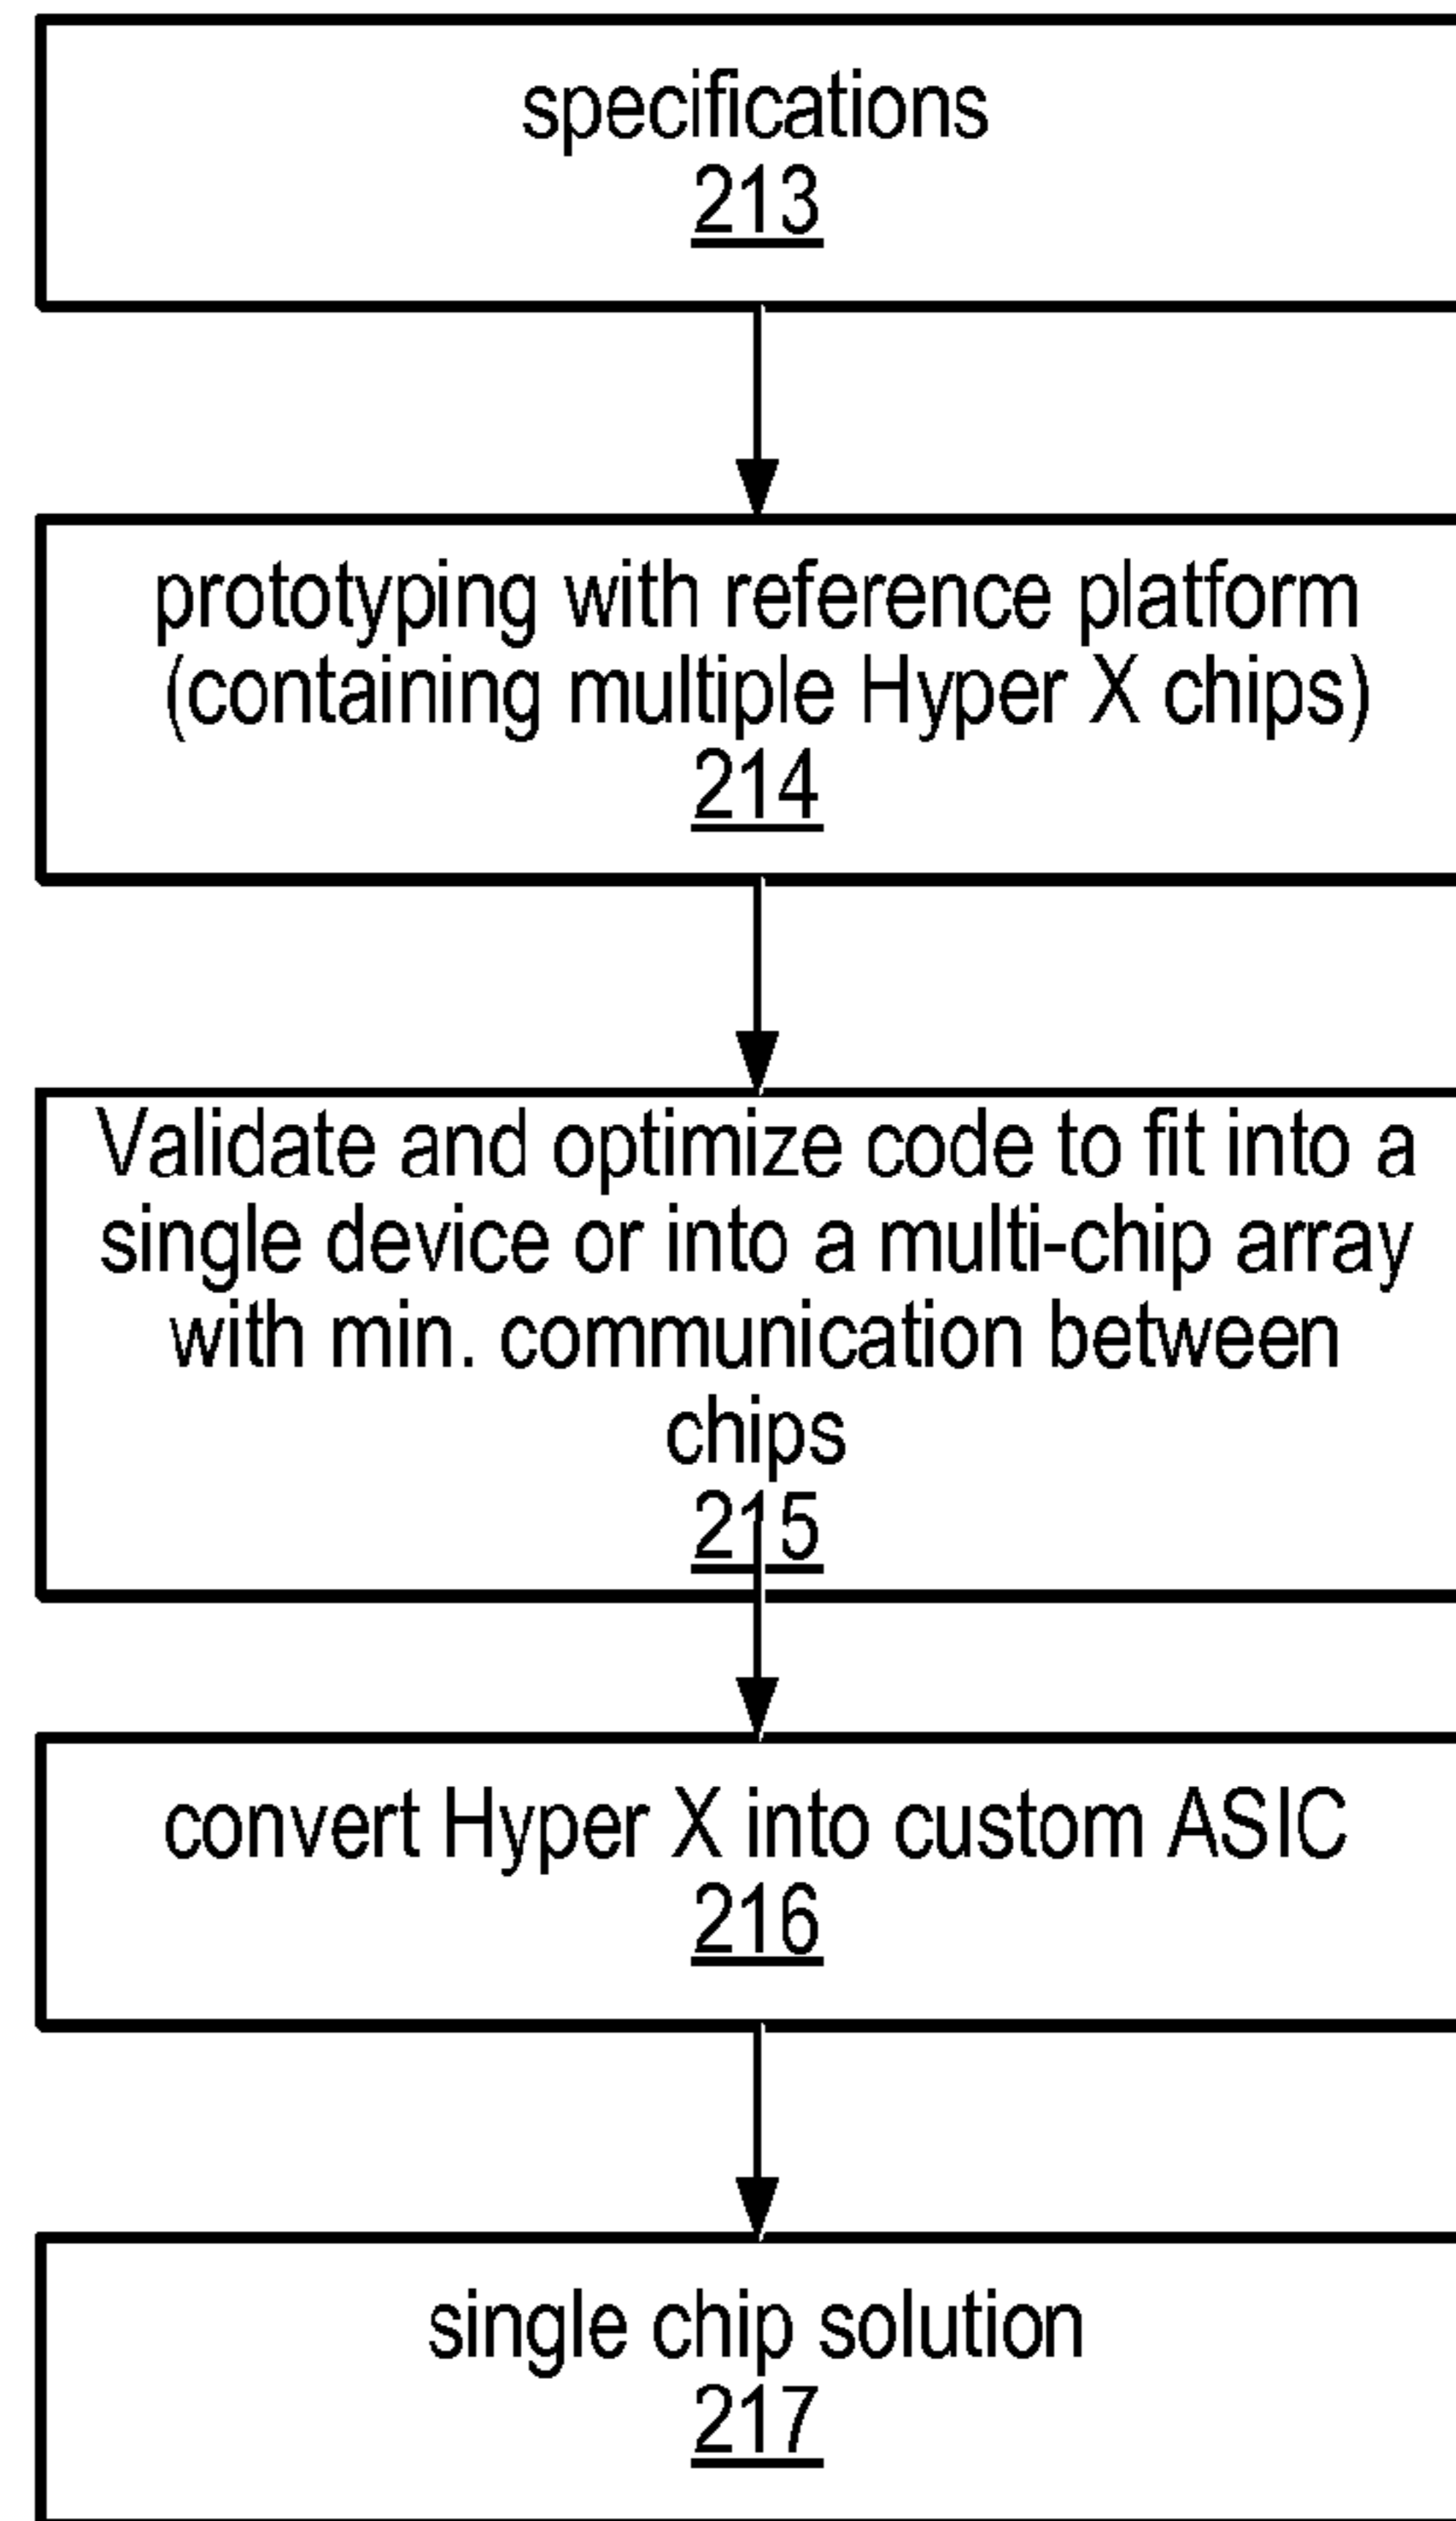 specifications
213
prototyping with reference platform
(containing multiple Hyper X chips)
214
Validate and optimize code to fit into a
single device or into a multi-chip array
with min. communication between
chips
215
convert Hyper X into custom ASIC
216
single chip solution
217